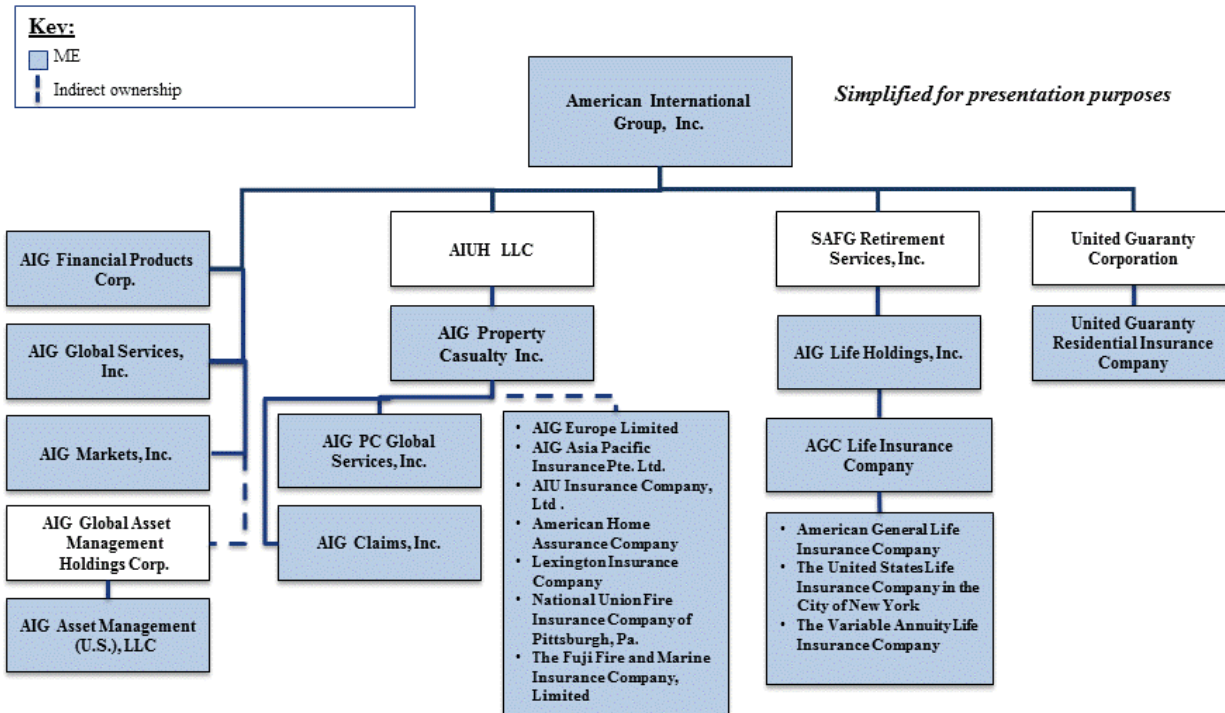 Key:
ME
Indirect ownership
American International
Group, Inc.
Simplified for presentation purposes
AIG Financial Products
Corp.
AIG Global Services,
Inc.
AIG Markets, Inc.
AIG Global Asset
Management
Holdings Corp.
AIG Asset Management
(U.S.), LLC
AIUH LLC
AIG Property
Casualty Inc.
AIG PC Global
Services, Inc.
AIG Claims, Inc.
• AIG Europe Limited
• AIG Asia Pacific
Insurance Pte. Ltd.
• AIU Insurance Company,
Ltd .
• American Home
Assurance Company
• Lexington Insurance
Company
• National Union Fire
Insurance Company of
Pittsburgh, Pa.
• The Fuji Fire and Marine
Insurance Company,
Limited
SAFG Retirement
Services, Inc.
AIG Life Holdings, Inc.
AGC Life Insurance
Company
• American General Life
Insurance Company
• The United States Life
Insurance Company in the
City of New York
• The Variable Annuity Life
Insurance Company
United Guaranty
Corporation
United Guaranty
Residential Insurance
Company